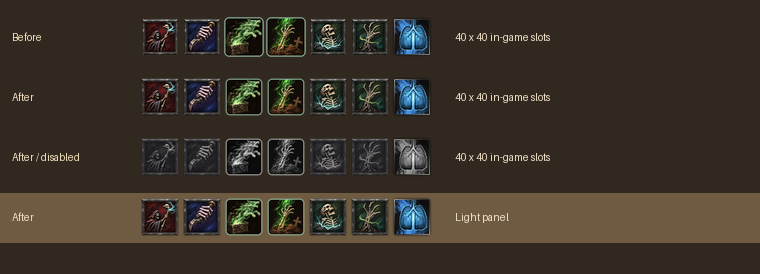 Before 40 x 40 in-game slots
After 40 x 40 in-game slots
After / disabled 40 x 40 in-game slots
After Light panel